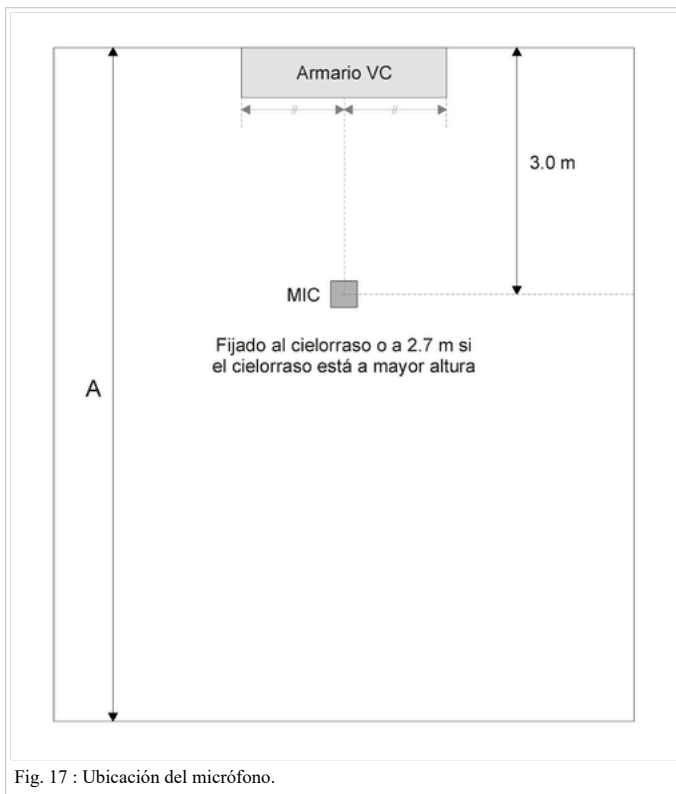 Armario VC
3.0 m
MIC
Fijado al cielorraso o a 2.7 m si
el cielorraso está a mayor altura
A
Fig. 17 : Ubicación del micrófono.